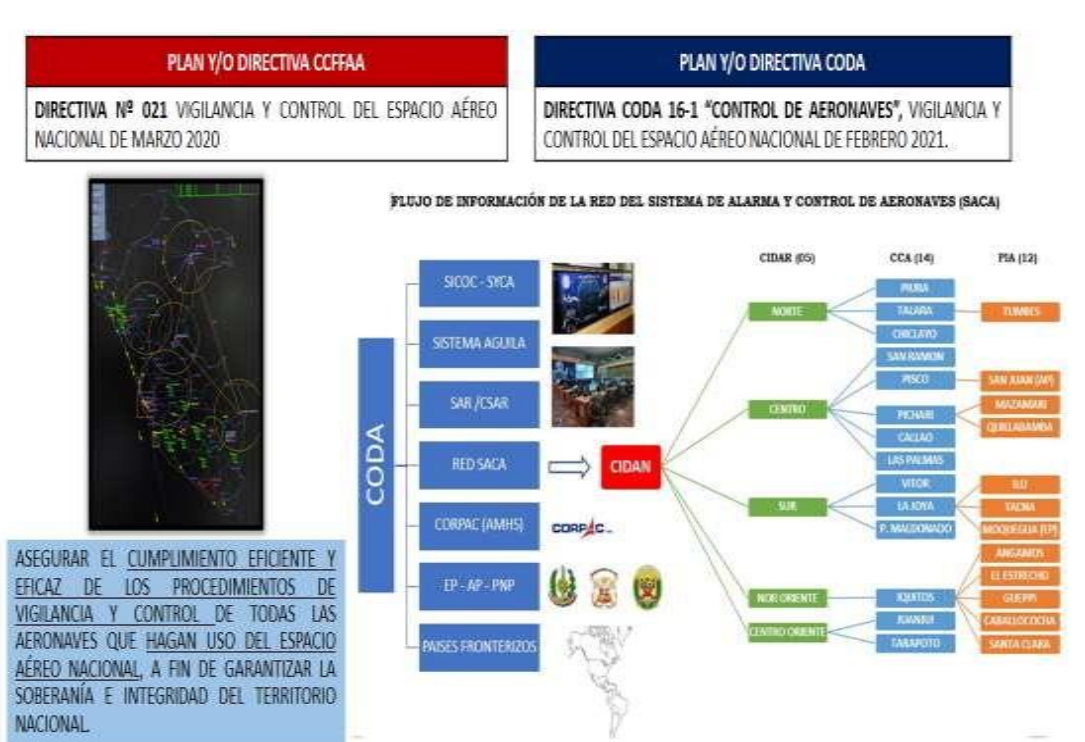 PLAN Y/O DIRECTIVA CCFFAA
DIRECTIVA Nº 021 VIGILANCIA Y CONTROL DEL ESPACIO AÉREO
NACIONAL DE MARZO 2020
PLAN Y/O DIRECTIVA CODA
DIRECTIVA CODA 16-1 “CONTROL DE AERONAVES”, VIGILANCIA Y
CONTROL DEL ESPACIO AÉREO NACIONAL DE FEBRERO 2021.
FLUJO DE INFORMACIÓN DE LA RED DEL SISTEMA DE ALARMA Y CONTROL DE AERONAVES (SACA)
CODA
SICOC - SYCA
SISTEMA AGUILA
SAR /CSAR
RED SACA
CORPAC (AMHS)
EP - AP - PNP
PAISES FRONTERIZOS
CORPAC
CIDAN
CIDAR (05)
NORTE
CENTRO
SUR
NOR ORIENTE
CENTRO ORIENTE
CCA (14)
PIURA
TALARA
CHICLAYO
SAN RAMON
PISCO
PICHARI
CALLAO
LAS PALMAS
VITOR
LA JOYA
P. MALDONADO
IQUITOS
JUANJUI
TARAPOTO
PIA (12)
TUMBES
SAN JUAN (AP)
MAZAMARI
QUILLABAMBA
ILO
TACNA
MOQUEGUA (EP)
ANGAMOS
EL ESTRECHO
GUEPPI
CABALLOCOCHA
SANTA CLARA
ASEGURAR EL CUMPLIMIENTO EFICIENTE Y
EFICAZ DE LOS PROCEDIMIENTOS DE
VIGILANCIA Y CONTROL DE TODAS LAS
AERONAVES QUE HAGAN USO DEL ESPACIO
AÉREO NACIONAL, A FIN DE GARANTIZAR LA
SOBERANÍA E INTEGRIDAD DEL TERRITORIO
NACIONAL.